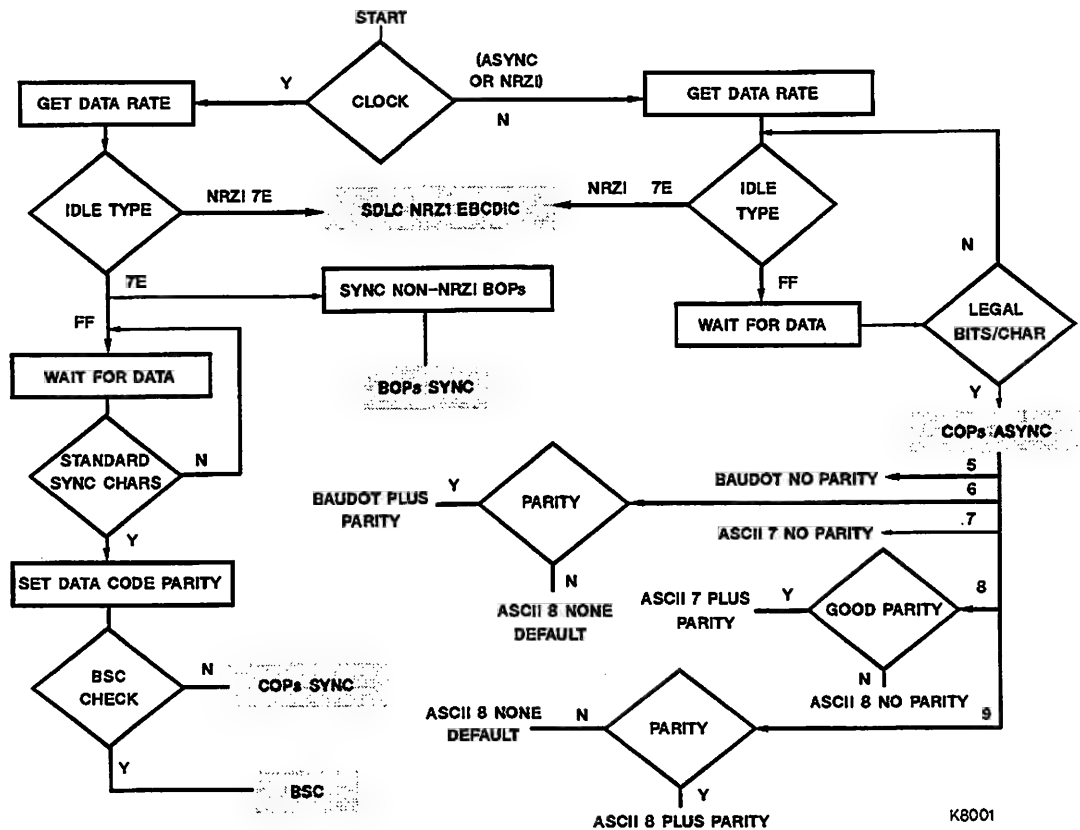 START
CLOCK
Y
(ASYNC
OR NRZI)
N
GET DATA RATE
GET DATA RATE
IDLE TYPE
NRZI 7E
SDLC NRZ1 EBCDIC
NRZI 7E
IDLE
TYPE
N
7E
SYNC NON-NRZI BOPs
FF
FF
WAIT FOR DATA
LEGAL
BITS/CHAR
WAIT FOR DATA
BOPs SYNC
Y
COPs ASYNC
STANDARD
SYNC CHARS
N
Y
5
BAUDOT NO PARITY
6
BAUDOT PLUS
PARITY
Y
PARITY
N
ASCII 8 NONE
DEFAULT
.7
ASCII 7 NO PARITY
SET DATA CODE PARITY
8
ASCII 7 PLUS
PARITY
Y
GOOD PARITY
N
ASCII 8 NO PARITY
BSC
CHECK
N
COPs SYNC
Y
BSC
9
ASCII 8 NONE
DEFAULT
N
PARITY
Y
ASCII 8 PLUS PARITY
K8001